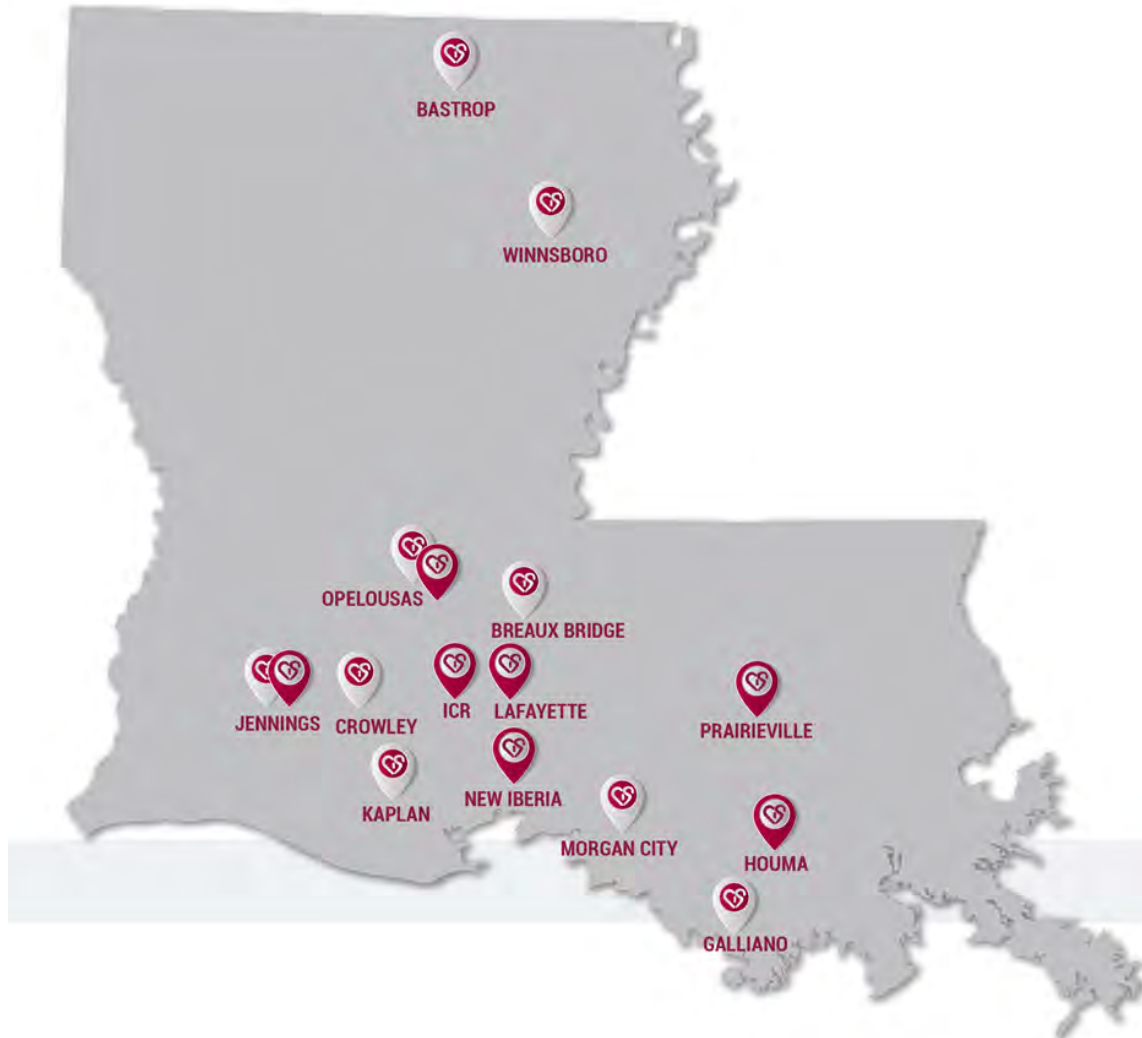 BASTROP
WINNSBORO
OPELOUSAS
BREAUX BRIDGE
JENNINGS
CROWLEY
ICR
LAFAYETTE
PRAIRIEVILLE
KAPLAN
NEW IBERIA
MORGAN CITY
HOUMA
GALLIANO